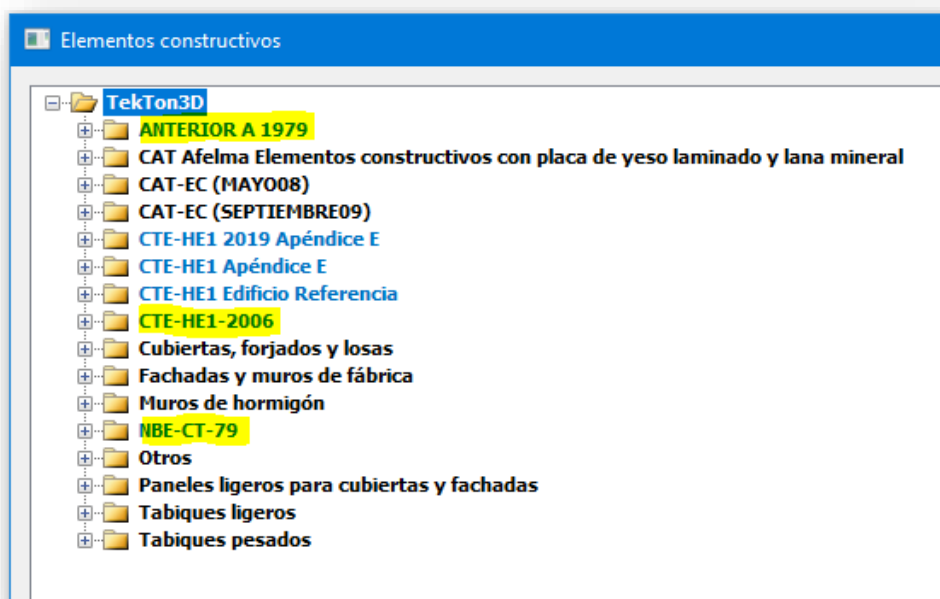 Elementos constructivos
TekTon3D
ANTERIOR A 1979
CAT Afelma Elementos constructivos con placa de yeso laminado y lana mineral
CAT-EC (MAYO08)
CAT-EC (SEPTIEMBRE09)
CTE-HE1 2019 Apéndice E
CTE-HE1 Apéndice E
CTE-HE1 Edificio Referencia
CTE-HE1-2006
Cubiertas, forjados y losas
Fachadas y muros de fábrica
Muros de hormigón
NBE-CT-79
Otros
Paneles ligeros para cubiertas y fachadas
Tabiques ligeros
Tabiques pesados